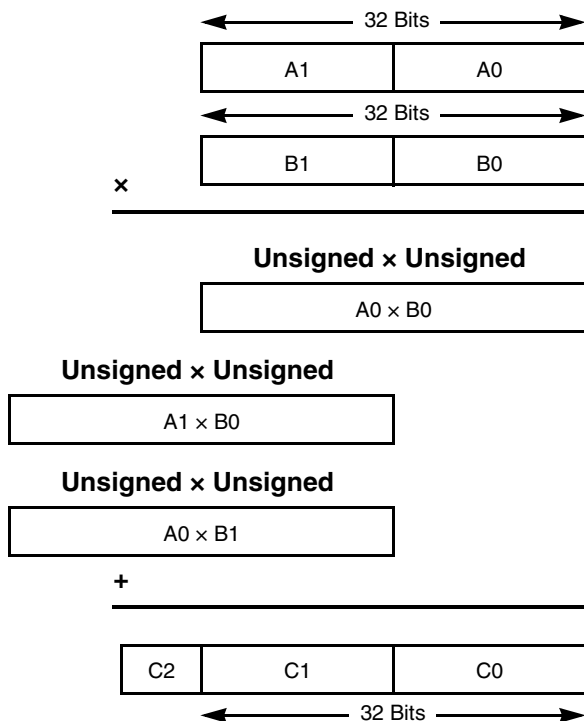 32 Bits
A1 A0
32 Bits
B1 B0
×
Unsigned × Unsigned
A0 × B0
Unsigned × Unsigned
A1 × B0
Unsigned × Unsigned
A0 × B1
+
C2 C1 C0
32 Bits